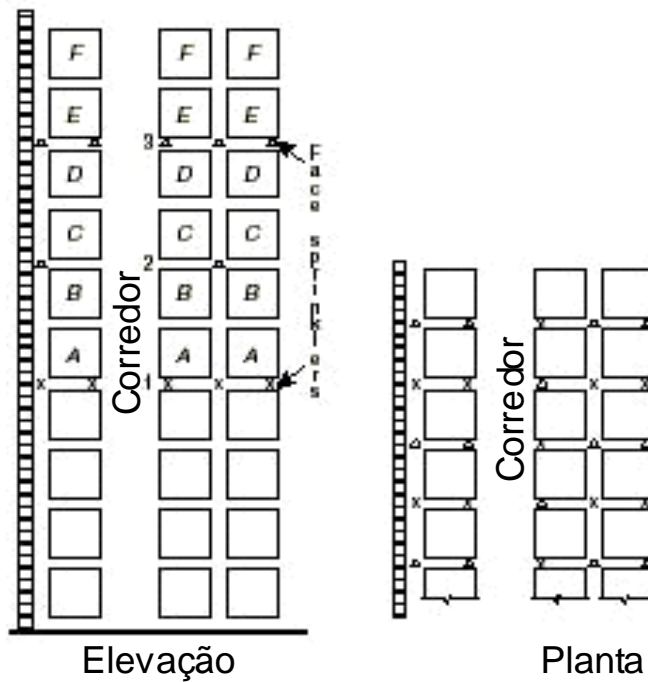 F F F
E E E
3
Face sprinklers
D D D
C C C
2
B B B
Corredor
A A A
1
Corredor
Elevação
Planta